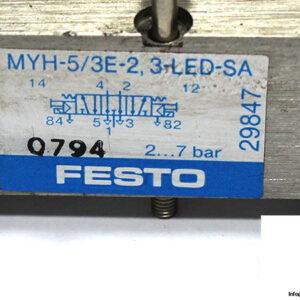 MYH-5/3E-2,3-LED-SA
14 4 2 12
84 5 3 82
1
29847
Q794 2...7 bar
FESTO